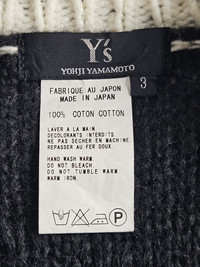 Y's
YOHJI YAMAMOTO
3
FABRIQUE AU JAPON
MADE IN JAPAN
100% COTON COTTON
LAVER A LA MAIN
DECOLORANTS INTERDITS
NE PAS SECHER EN MACHINE
REPASSER AU FER DOUX
HAND WASH WARM.
DO NOT BLEACH.
DO NOT TUMBLE WARM
WARM IRON.
P